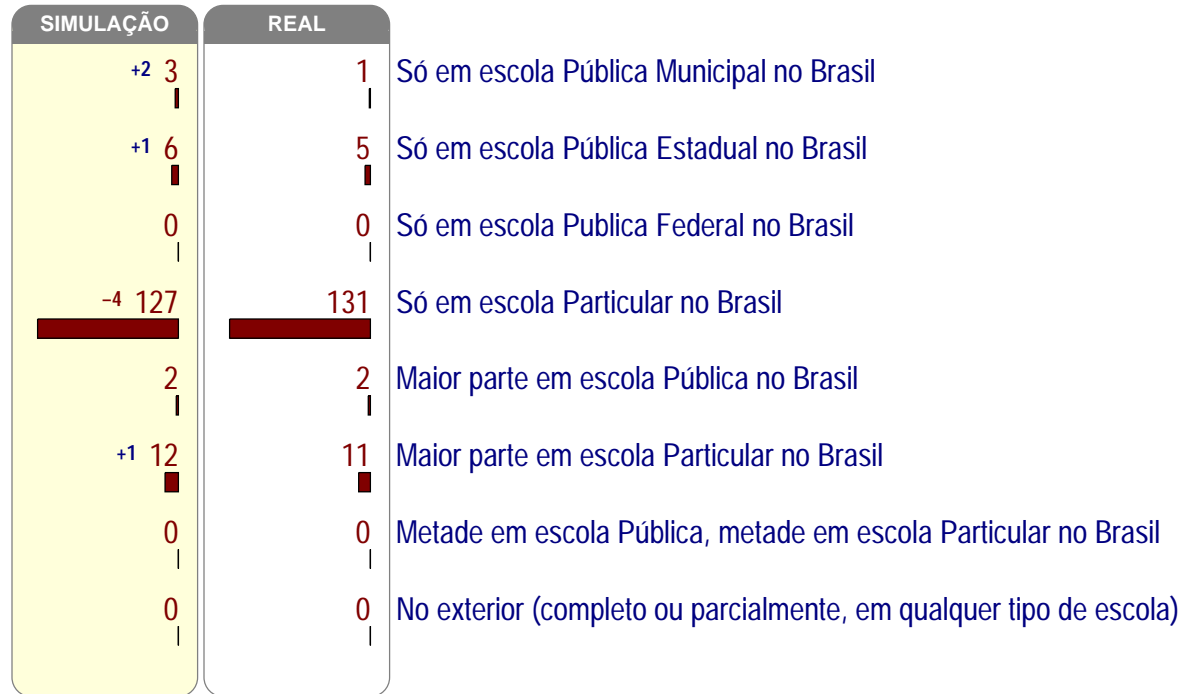 SIMULAÇÃO REAL
+2 3 1 Só em escola Pública Municipal no Brasil
+1 6 5 Só em escola Pública Estadual no Brasil
0 0 Só em escola Publica Federal no Brasil
−4 127 131 Só em escola Particular no Brasil
2 2 Maior parte em escola Pública no Brasil
+1 12 11 Maior parte em escola Particular no Brasil
0 0 Metade em escola Pública, metade em escola Particular no Brasil
0 0 No exterior (completo ou parcialmente, em qualquer tipo de escola)